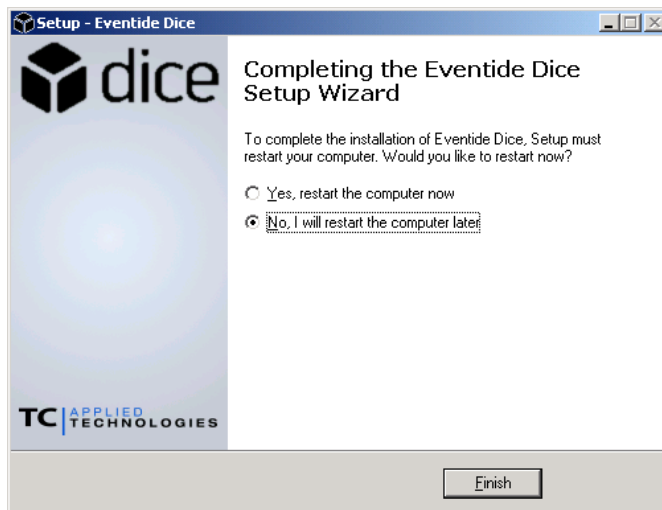 Setup - Eventide Dice
dice
Completing the Eventide Dice
Setup Wizard
To complete the installation of Eventide Dice, Setup must
restart your computer. Would you like to restart now?
Yes, restart the computer now
No, I will restart the computer later
TC APPLIED
TECHNOLOGIES
Finish